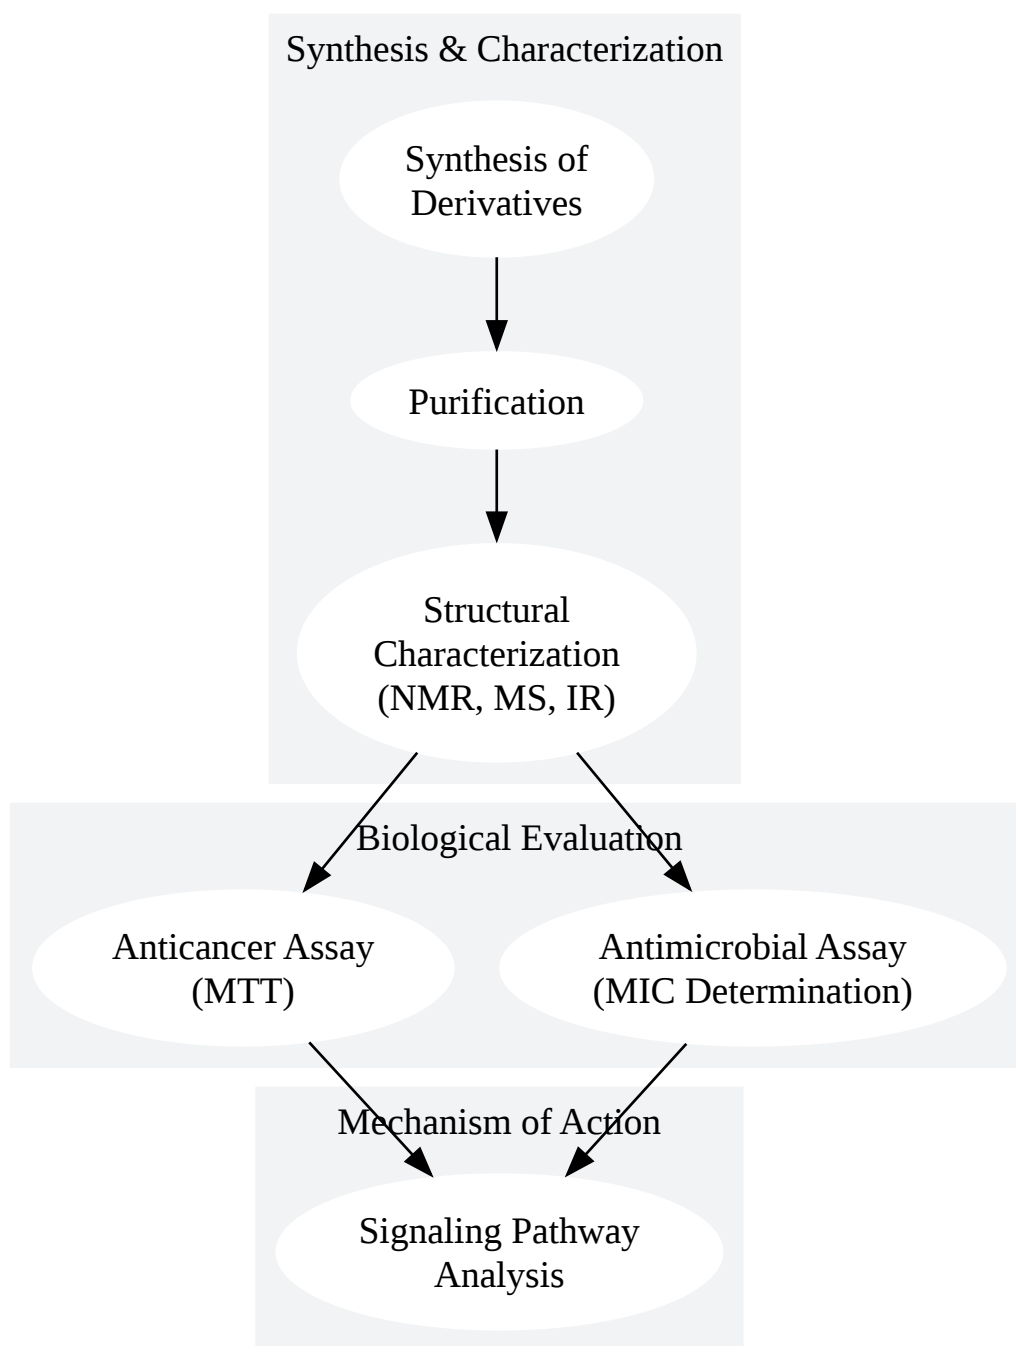 Synthesis & Characterization
Synthesis of
Derivatives
Purification
Structural
Characterization
(NMR, MS, IR)
Biological Evaluation
Anticancer Assay
(MTT)
Antimicrobial Assay
(MIC Determination)
Mechanism of Action
Signaling Pathway
Analysis